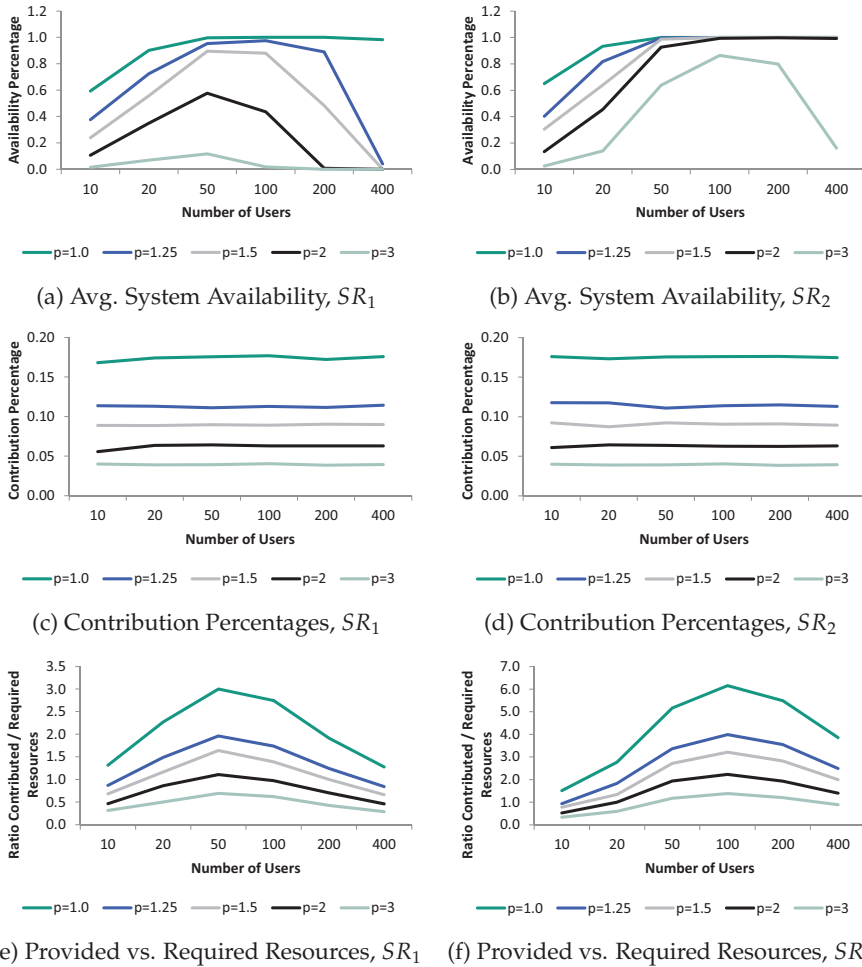 1.2
1.0
0.8
0.6
0.4
0.2
0.0
Availability Percentage
10 20 50 100 200 400
Number of Users
p=1.0 p=1.25 p=1.5 p=2 p=3
(a) Avg. System Availability, SR1
1.2
1.0
0.8
0.6
0.4
0.2
0.0
Availability Percentage
10 20 50 100 200 400
Number of Users
p=1.0 p=1.25 p=1.5 p=2 p=3
(b) Avg. System Availability, SR2
0.20
0.15
0.10
0.05
0.00
Contribution Percentage
10 20 50 100 200 400
Number of Users
p=1.0 p=1.25 p=1.5 p=2 p=3
(c) Contribution Percentages, SR1
0.20
0.15
0.10
0.05
0.00
Contribution Percentage
10 20 50 100 200 400
Number of Users
p=1.0 p=1.25 p=1.5 p=2 p=3
(d) Contribution Percentages, SR2
3.5
3.0
2.5
2.0
1.5
1.0
0.5
0.0
Ratio Contributed / Required
Resources
10 20 50 100 200 400
Number of Users
p=1.0 p=1.25 p=1.5 p=2 p=3
e) Provided vs. Required Resources, SR1
7.0
6.0
5.0
4.0
3.0
2.0
1.0
0.0
Ratio Contributed / Required
Resources
10 20 50 100 200 400
Number of Users
p=1.0 p=1.25 p=1.5 p=2 p=3
(f) Provided vs. Required Resources, SR